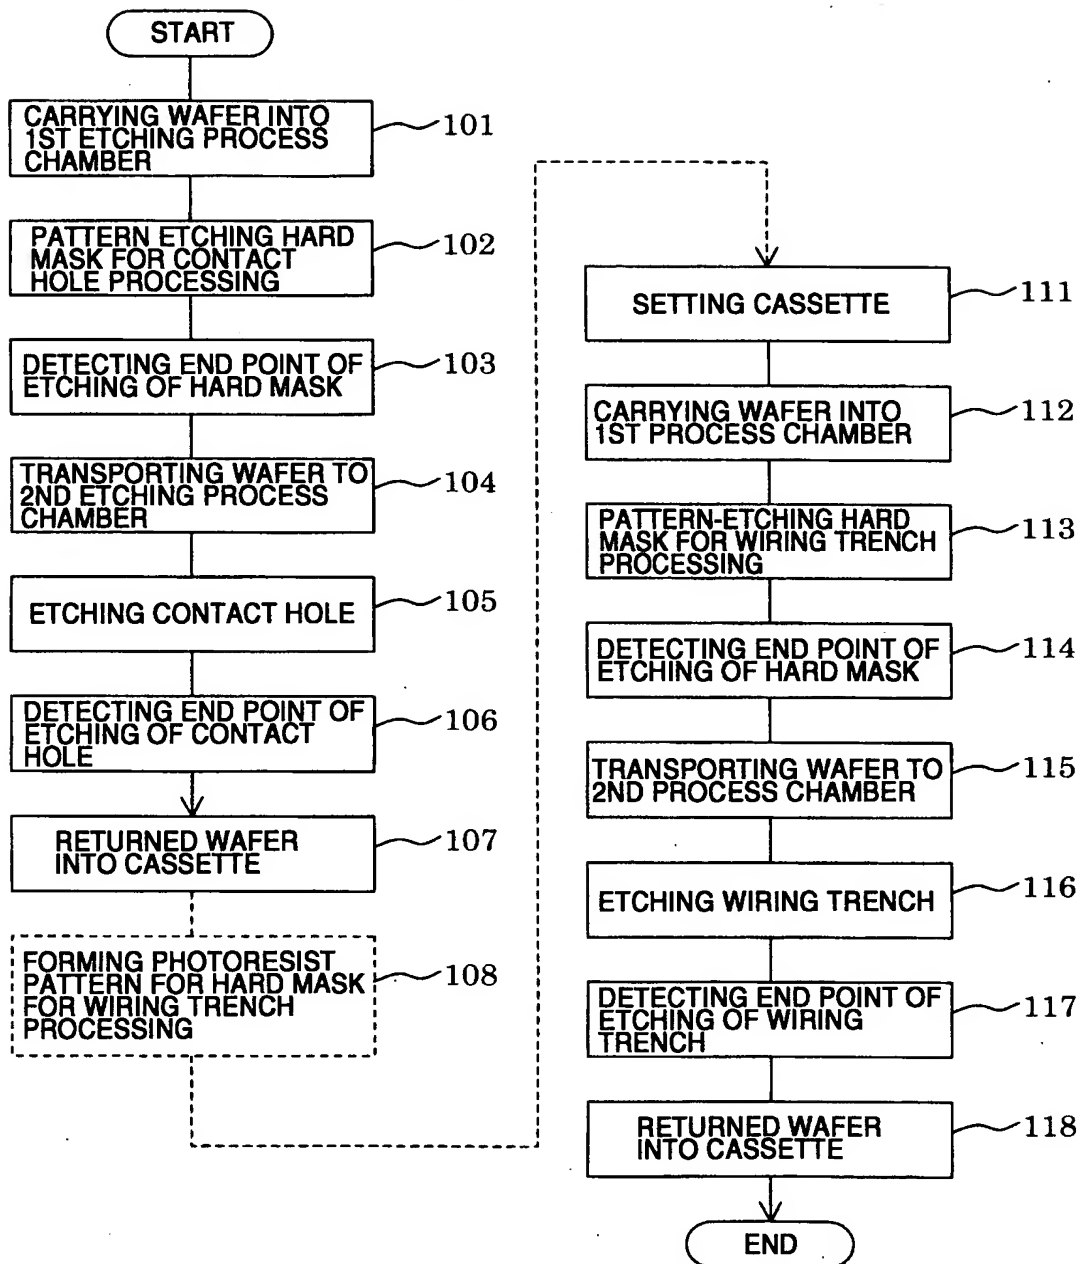 START
CARRYING WAFER INTO
1ST ETCHING PROCESS
CHAMBER
101
PATTERN ETCHING HARD
MASK FOR CONTACT
HOLE PROCESSING
102
DETECTING END POINT OF
ETCHING OF HARD MASK
103
TRANSPORTING WAFER TO
2ND ETCHING PROCESS
CHAMBER
104
ETCHING CONTACT HOLE
105
DETECTING END POINT OF
ETCHING OF CONTACT
HOLE
106
RETURNED WAFER
INTO CASSETTE
107
FORMING PHOTORESIST
PATTERN FOR HARD MASK
FOR WIRING TRENCH
PROCESSING
108
SETTING CASSETTE
111
CARRYING WAFER INTO
1ST PROCESS CHAMBER
112
PATTERN-ETCHING HARD
MASK FOR WIRING TRENCH
PROCESSING
113
DETECTING END POINT OF
ETCHING OF HARD MASK
114
TRANSPORTING WAFER TO
2ND PROCESS CHAMBER
115
ETCHING WIRING TRENCH
116
DETECTING END POINT OF
ETCHING OF WIRING
TRENCH
117
RETURNED WAFER
INTO CASSETTE
118
END